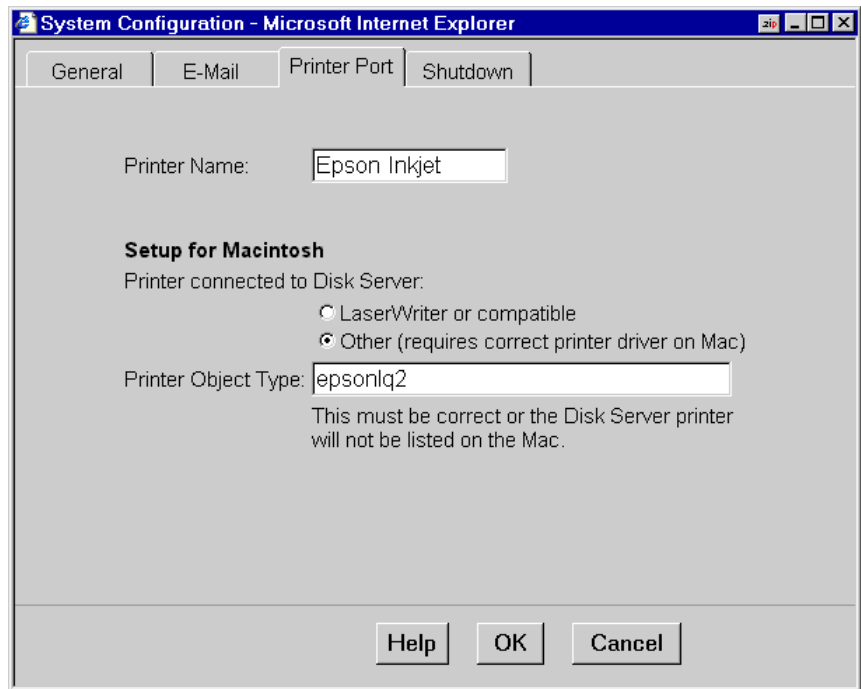 System Configuration - Microsoft Internet Explorer
.zip
General E-Mail Printer Port Shutdown
Printer Name: Epson Inkjet
Setup for Macintosh
Printer connected to Disk Server:
LaserWriter or compatible
Other (requires correct printer driver on Mac)
Printer Object Type: epsonlq2
This must be correct or the Disk Server printer
will not be listed on the Mac.
Help OK Cancel